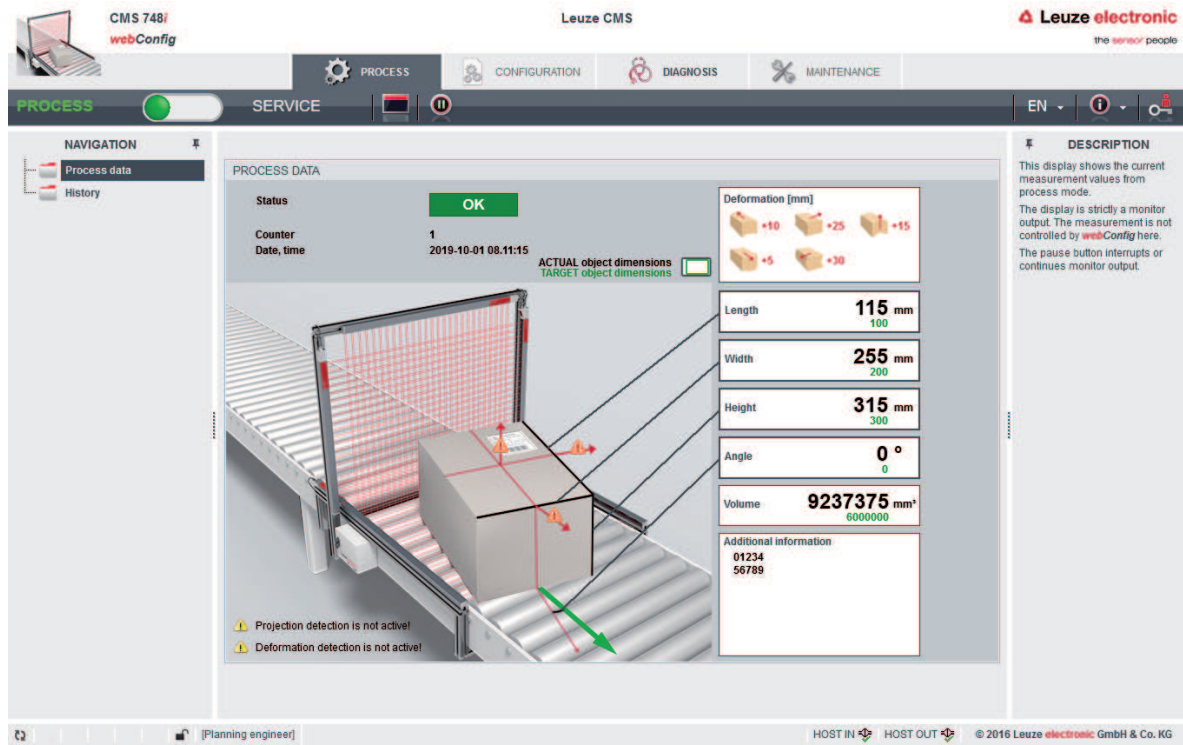 CMS 748i
webConfig
Leuze CMS
Leuze electronic
the sensor people
PROCESS
CONFIGURATION
DIAGNOSIS
MAINTENANCE
PROCESS
SERVICE
EN
NAVIGATION
Process data
History
PROCESS DATA
Status
OK
Counter
1
Date, time
2019-10-01 08.11:15
ACTUAL object dimensions
TARGET object dimensions
Deformation [mm]
+10
+25
+15
+5
+30
Length
115 mm
100
Width
255 mm
200
Height
315 mm
300
Angle
0 °
0
Volume
9237375 mm³
6000000
Additional information
01234
56789
Projection detection is not active!
Deformation detection is not active!
DESCRIPTION
This display shows the current
measurement values from
process mode.
The display is strictly a monitor
output. The measurement is not
controlled by webConfig here.
The pause button interrupts or
continues monitor output.
[Planning engineer]
HOST IN
HOST OUT
© 2016 Leuze electronic GmbH & Co. KG